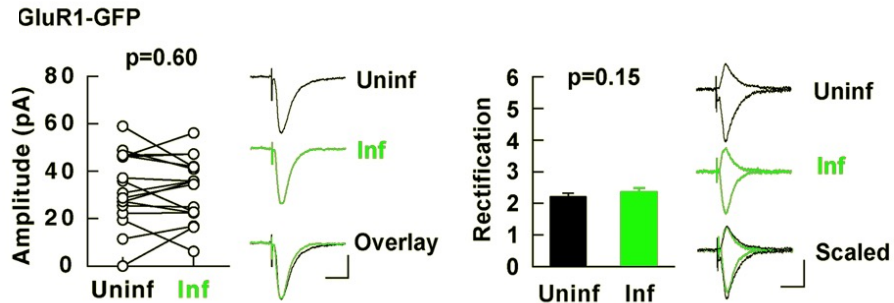 GluR1-GFP
p=0.60
Amplitude (pA)
80
60
40
20
0
Uninf
Inf
Uninf
Inf
Overlay
p=0.15
Rectification
6
5
4
3
2
1
0
Uninf
Inf
Uninf
Inf
Scaled